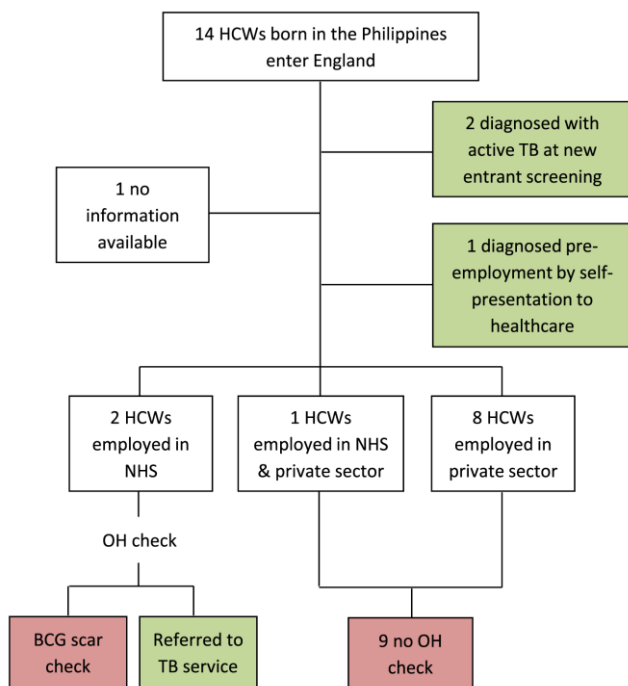 14 HCWs born in the Philippines
enter England
2 diagnosed with
active TB at new
entrant screening
1 no
information
available
1 diagnosed pre-
employment by self-
presentation to
healthcare
2 HCWs
employed in
NHS
1 HCWs
employed in NHS
& private sector
8 HCWs
employed in
private sector
OH check
BCG scar
check
Referred to
TB service
9 no OH
check